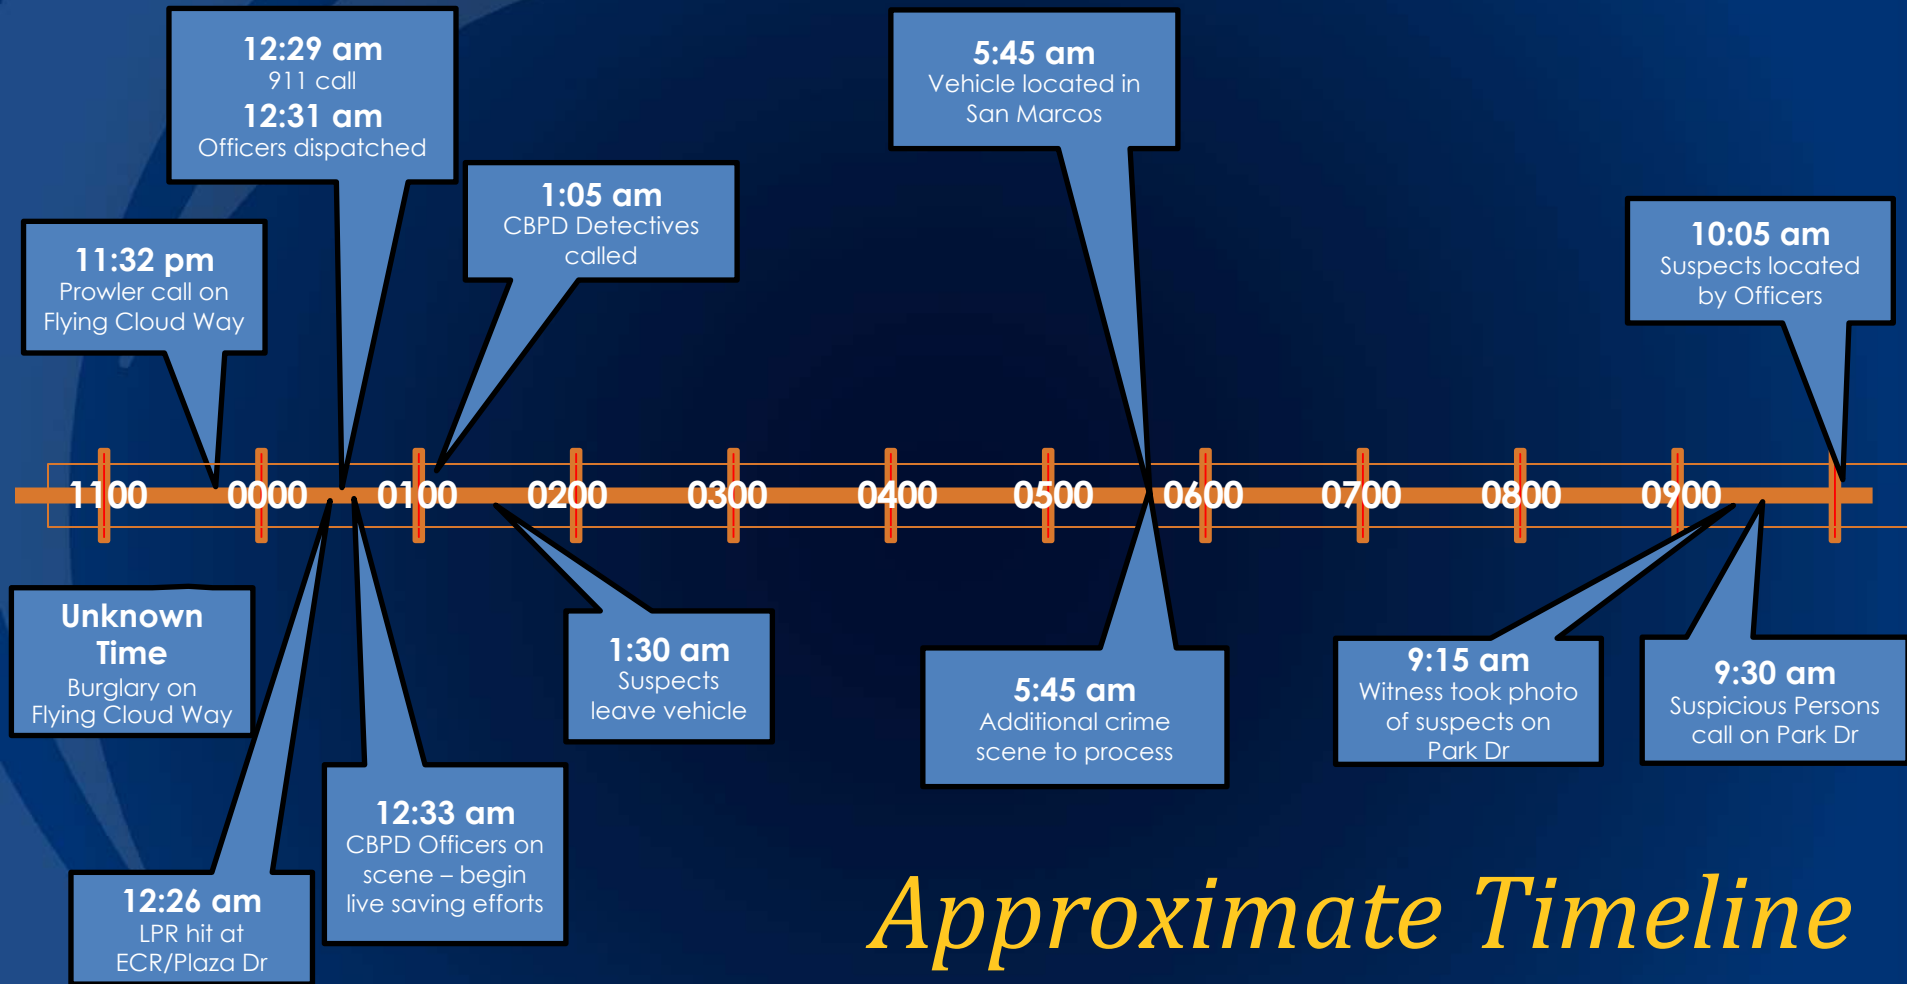 12:29 am
911 call
12:31 am
Officers dispatched
5:45 am
Vehicle located in
San Marcos
1:05 am
CBPD Detectives
called
10:05 am
Suspects located
by Officers
11:32 pm
Prowler call on
Flying Cloud Way
1100 0000 0100 0200 0300 0400 0500 0600 0700 0800 0900
Unknown
Time
Burglary on
Flying Cloud Way
1:30 am
Suspects
leave vehicle
5:45 am
Additional crime
scene to process
9:15 am
Witness took photo
of suspects on
Park Dr
9:30 am
Suspicious Persons
call on Park Dr
12:33 am
CBPD Officers on
scene – begin
live saving efforts
12:26 am
LPR hit at
ECR/Plaza Dr
Approximate Timeline